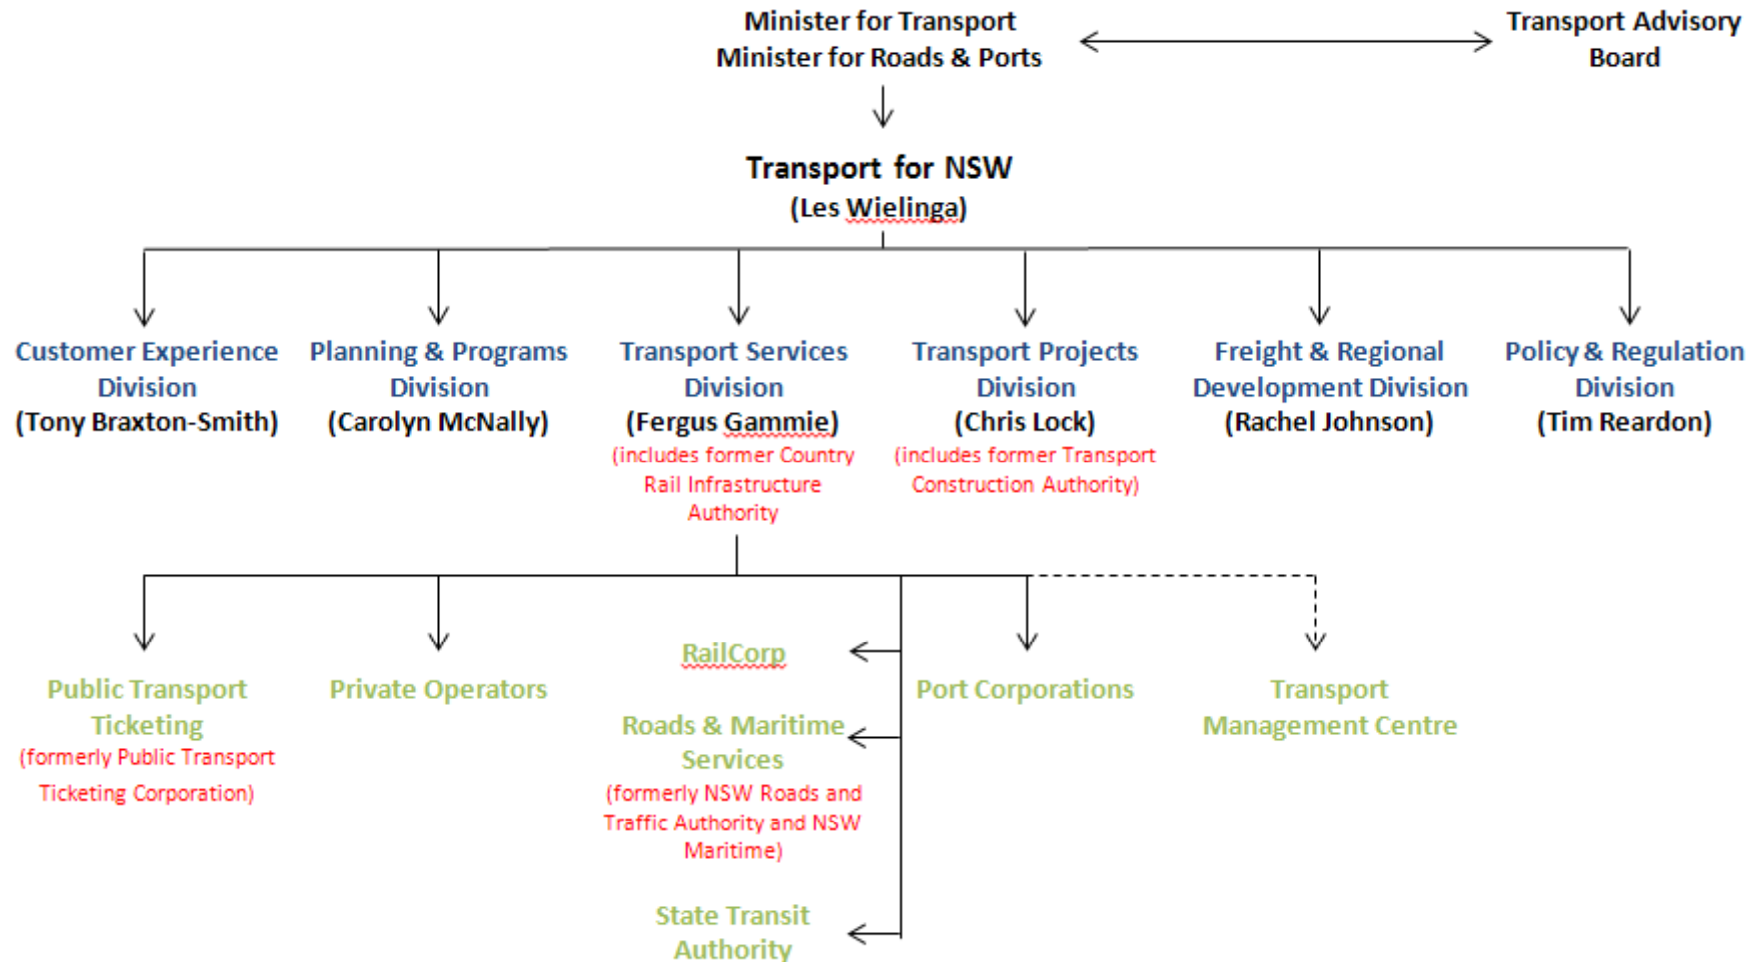 Minister for Transport
Minister for Roads & Ports
Transport Advisory
Board
Transport for NSW
(Les Wielinga)
Customer Experience
Division
(Tony Braxton-Smith)
Planning & Programs
Division
(Carolyn McNally)
Transport Services
Division
(Fergus Gammie)
(includes former Country
Rail Infrastructure
Authority
Transport Projects
Division
(Chris Lock)
(includes former Transport
Construction Authority)
Freight & Regional
Development Division
(Rachel Johnson)
Policy & Regulation
Division
(Tim Reardon)
Public Transport
Ticketing
(formerly Public Transport
Ticketing Corporation)
Private Operators
RailCorp
Roads & Maritime
Services
(formerly NSW Roads and
Traffic Authority and NSW
Maritime)
State Transit
Authority
Port Corporations
Transport
Management Centre